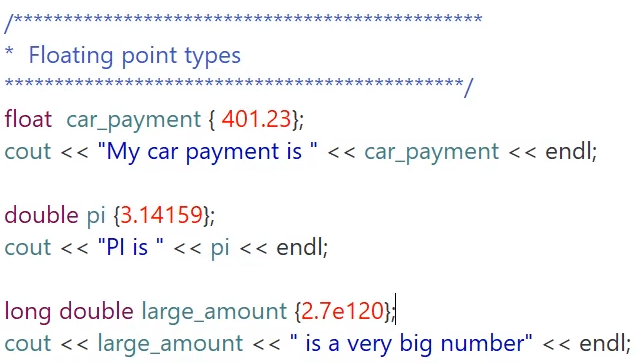 /***********************************************
*  Floating point types
**********************************************/
float  car_payment { 401.23};
cout << "My car payment is " << car_payment << endl;
double pi {3.14159};
cout << "PI is " << pi << endl;
long double large_amount {2.7e120};
cout << large_amount << " is a very big number" << endl;